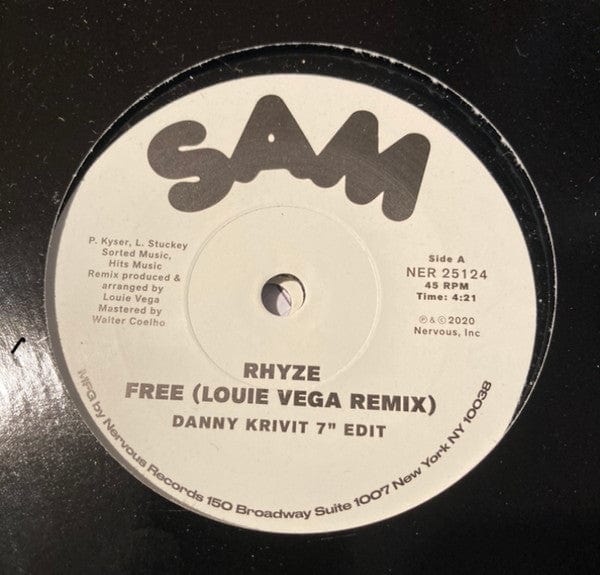 SAM
P. Kyser, L. Stuckey
Sorted Music,
Hits Music
Remix produced &
arranged by
Louie Vega
Mastered by
Walter Coelho
Side A
NER 25124
45 RPM
Time: 4:21
℗ & © 2020
Nervous, Inc
RHYZE
FREE (LOUIE VEGA REMIX)
DANNY KRIVIT 7" EDIT
MFG by Nervous Records 150 Broadway Suite 1007 New York NY 10038